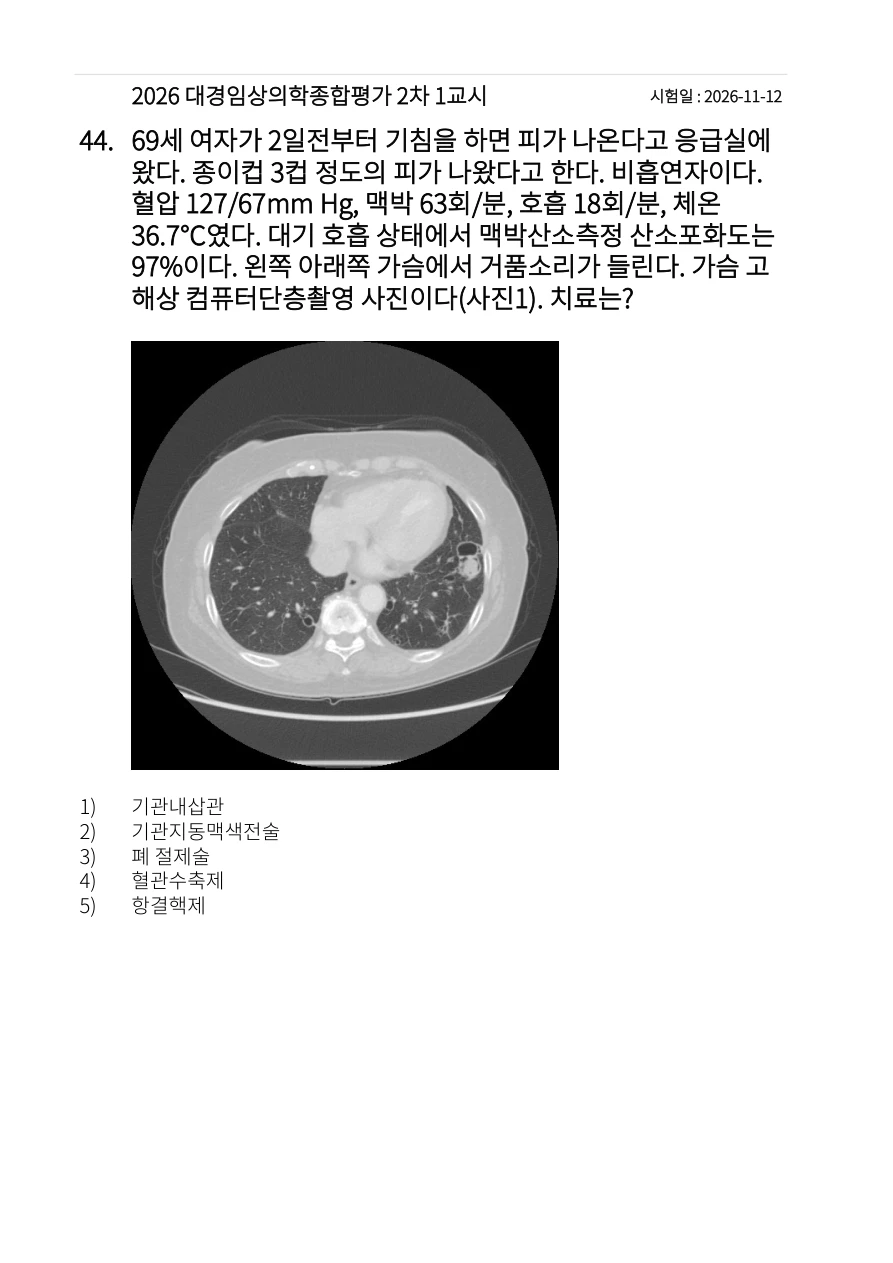 2026 대경임상의학종합평가 2차 1교시
시험일 : 2026-11-12
44. 69세 여자가 2일전부터 기침을 하면 피가 나온다고 응급실에
왔다. 종이컵 3컵 정도의 피가 나왔다고 한다. 비흡연자이다.
혈압 127/67mm Hg, 맥박 63회/분, 호흡 18회/분, 체온
36.7°C였다. 대기 호흡 상태에서 맥박산소측정 산소포화도는
97%이다. 왼쪽 아래쪽 가슴에서 거품소리가 들린다. 가슴 고
해상 컴퓨터단층촬영 사진이다(사진1). 치료는?
1) 기관내삽관
2) 기관지동맥색전술
3) 폐 절제술
4) 혈관수축제
5) 항결핵제